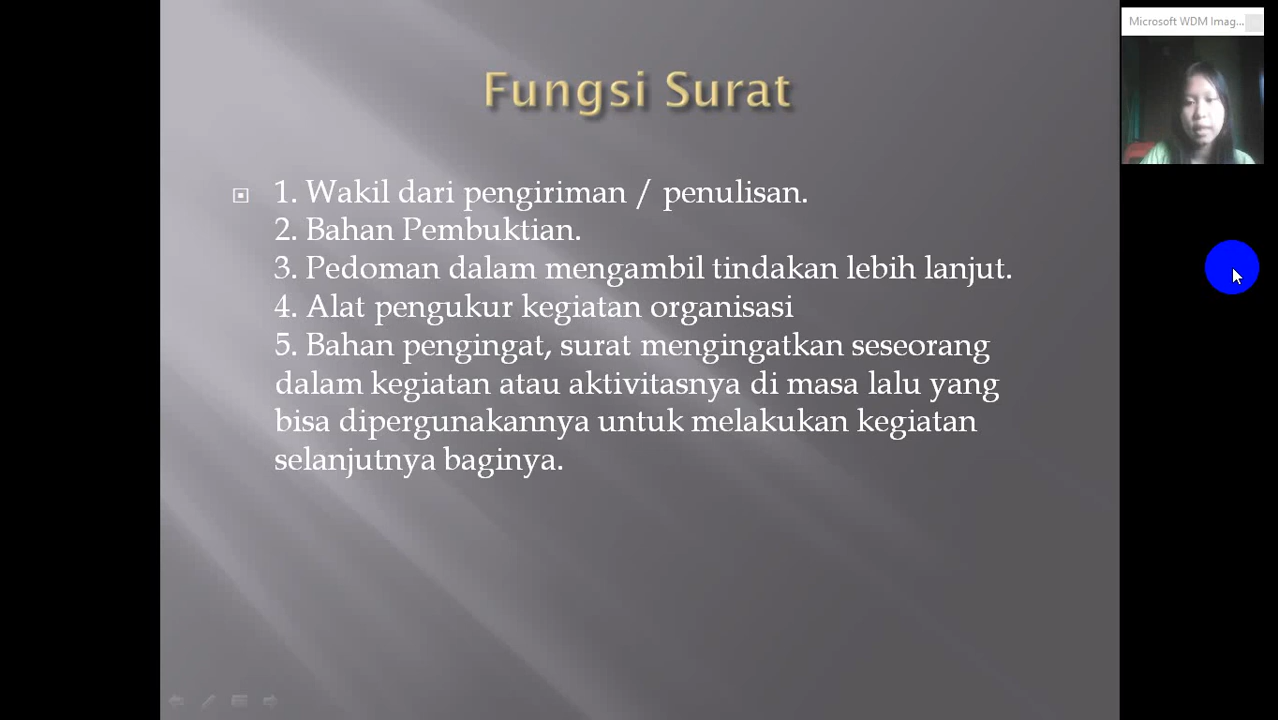 Fungsi Surat
Microsoft WDM Imag...
1. Wakil dari pengiriman / penulisan.
2. Bahan Pembuktian.
3. Pedoman dalam mengambil tindakan lebih lanjut.
4. Alat pengukur kegiatan organisasi
5. Bahan pengingat, surat mengingatkan seseorang
dalam kegiatan atau aktivitasnya di masa lalu yang
bisa dipergunakannya untuk melakukan kegiatan
selanjutnya baginya.